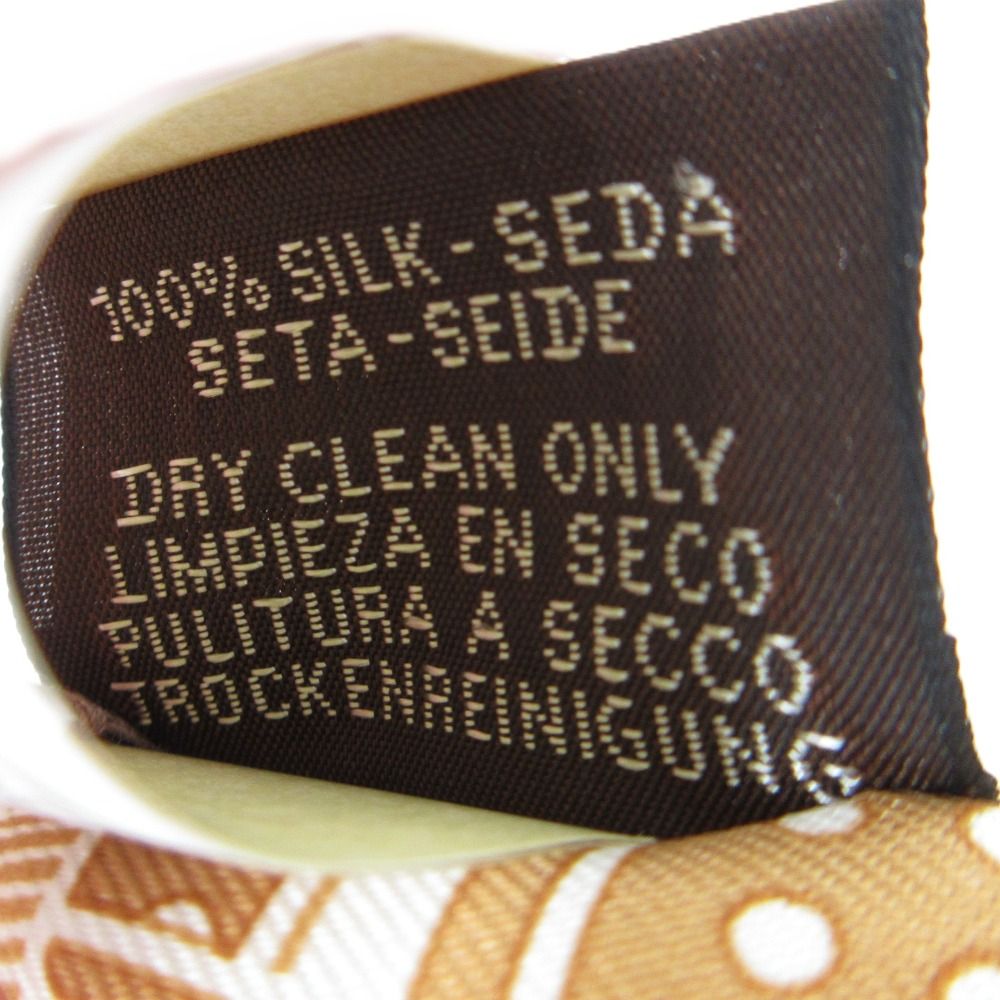 100% SILK - SEDA
SETA - SEIDE
DRY CLEAN ONLY
LIMPIEZA EN SECO
PULITURA A SECCO
TROCKENREINIGUNG